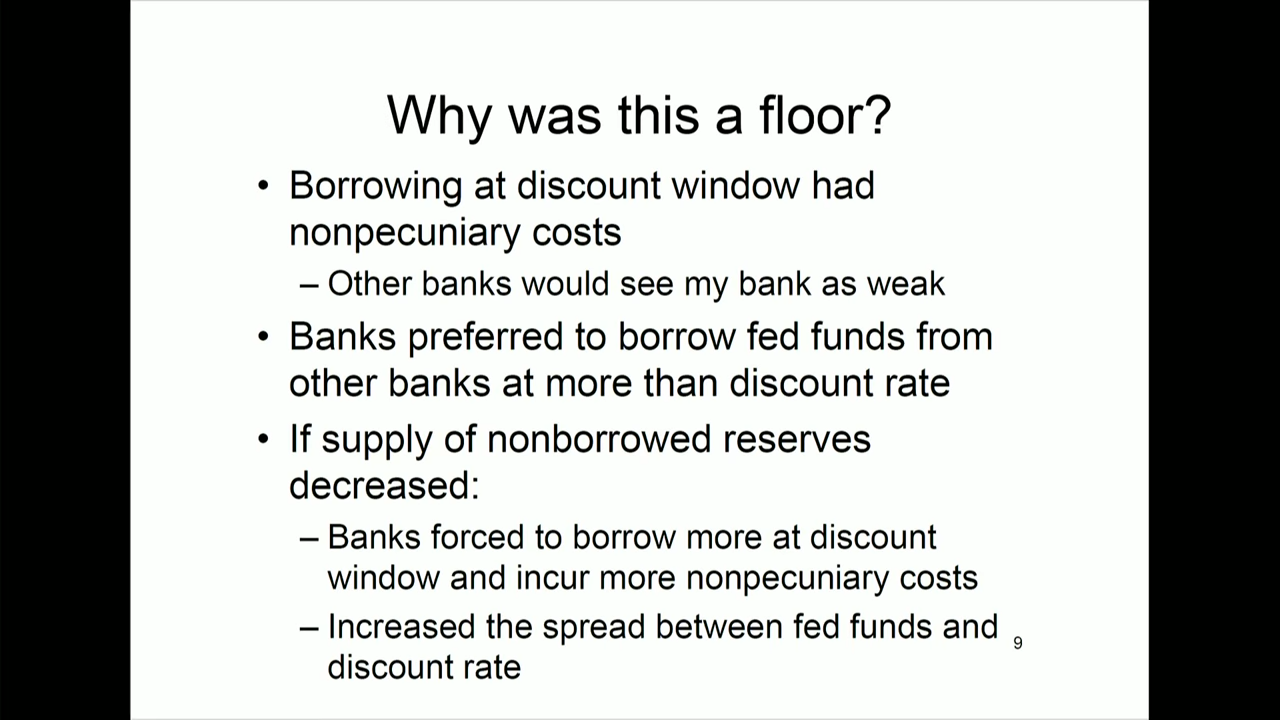 Why was this a floor?
• Borrowing at discount window had
nonpecuniary costs
– Other banks would see my bank as weak
• Banks preferred to borrow fed funds from
other banks at more than discount rate
• If supply of nonborrowed reserves
decreased:
– Banks forced to borrow more at discount
window and incur more nonpecuniary costs
– Increased the spread between fed funds and
discount rate
9